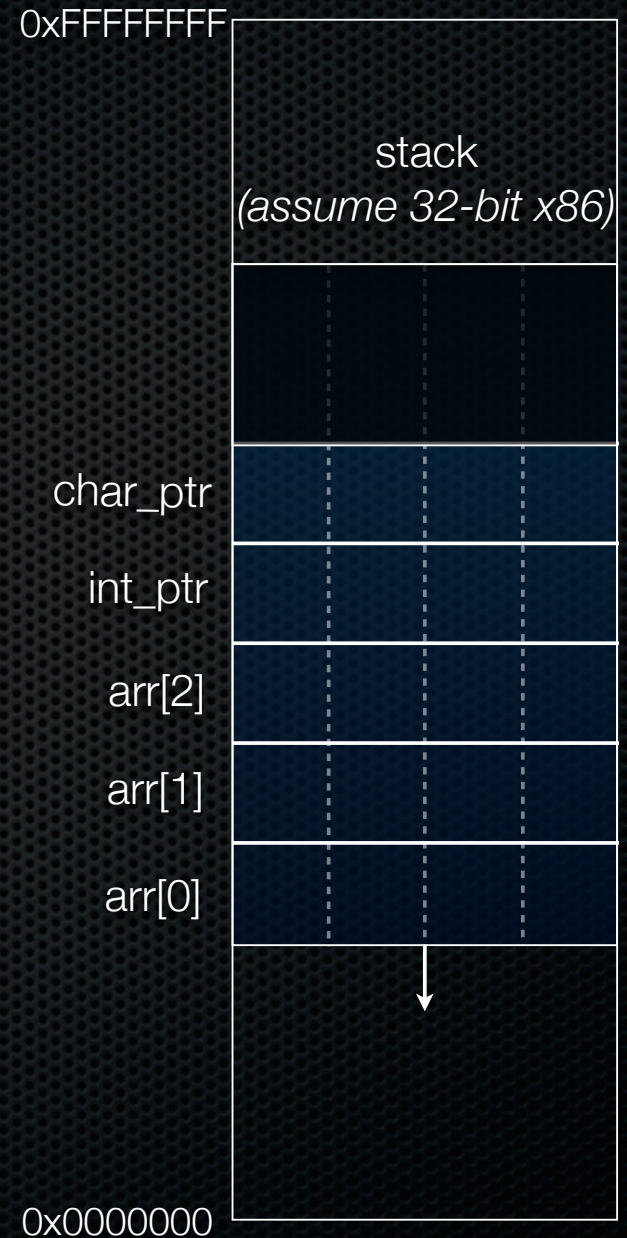 0xFFFFFFFF
stack
(assume 32-bit x86)
char_ptr
int_ptr
arr[2]
arr[1]
arr[0]
0x0000000